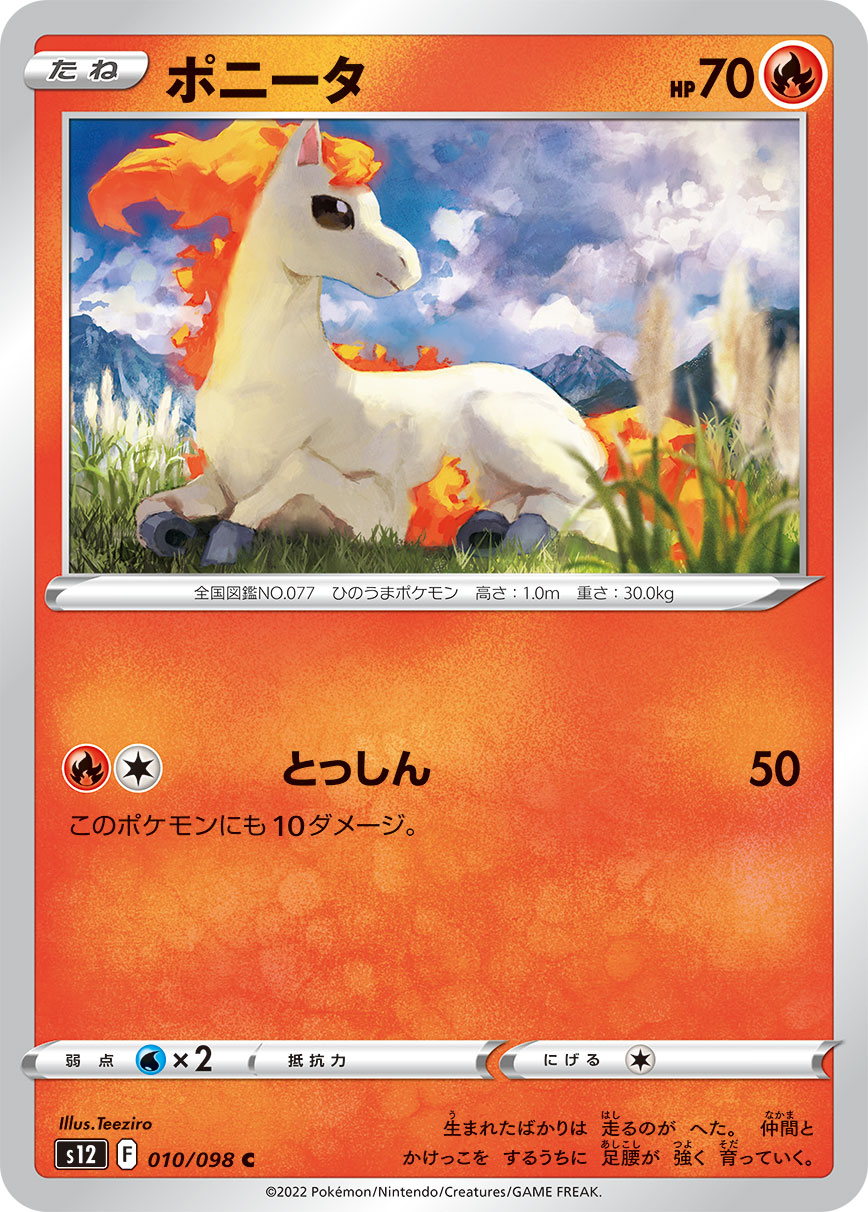 たね ポニータ HP70
全国図鑑NO.077 ひのうまポケモン 高さ：1.0m 重さ：30.0kg
とっしん 50
このポケモンにも10ダメージ。
弱点 ×2 抵抗力 にげる
Illus.Teeziro
s12 F 010/098 C
生まれたばかりは 走るのが へた。 仲間と
かけっこを するうちに 足腰が 強く 育っていく。
©2022 Pokémon/Nintendo/Creatures/GAME FREAK.